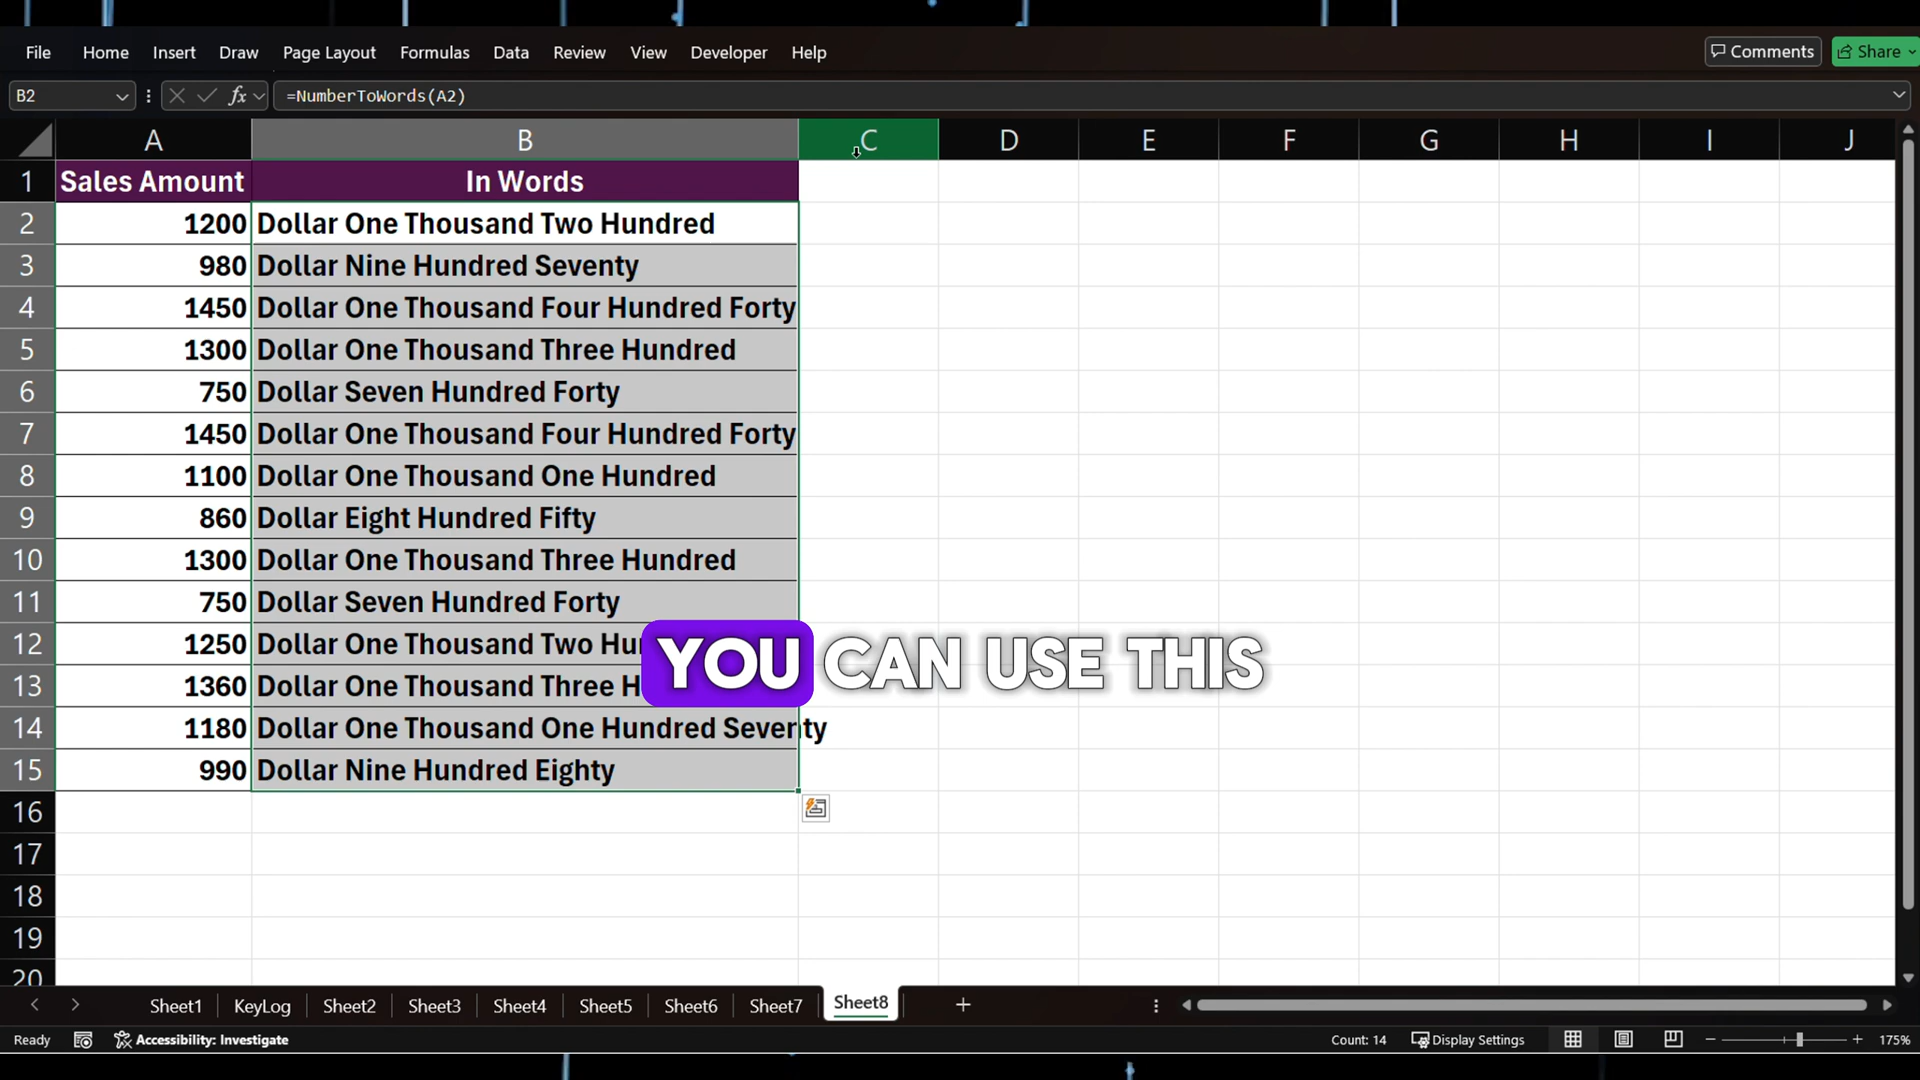 File Home Insert Draw Page Layout Formulas Data Review View Developer Help Comments Share
B2 fx =NumberToWords(A2)
A B C D E F G H I J
1 Sales Amount In Words
2 1200 Dollar One Thousand Two Hundred
3 980 Dollar Nine Hundred Seventy
4 1450 Dollar One Thousand Four Hundred Forty
5 1300 Dollar One Thousand Three Hundred
6 750 Dollar Seven Hundred Forty
7 1450 Dollar One Thousand Four Hundred Forty
8 1100 Dollar One Thousand One Hundred
9 860 Dollar Eight Hundred Fifty
10 1300 Dollar One Thousand Three Hundred
11 750 Dollar Seven Hundred Forty
12 1250 Dollar One Thousand Two
YOU CAN USE THIS
13 1360 Dollar One Thousand Three
14 1180 Dollar One Thousand One Hundred Seventy
15 990 Dollar Nine Hundred Eighty
16
17
18
19
20
Sheet1 KeyLog Sheet2 Sheet3 Sheet4 Sheet5 Sheet6 Sheet7 Sheet8
Ready Accessibility: Investigate Count: 14 Display Settings 175%